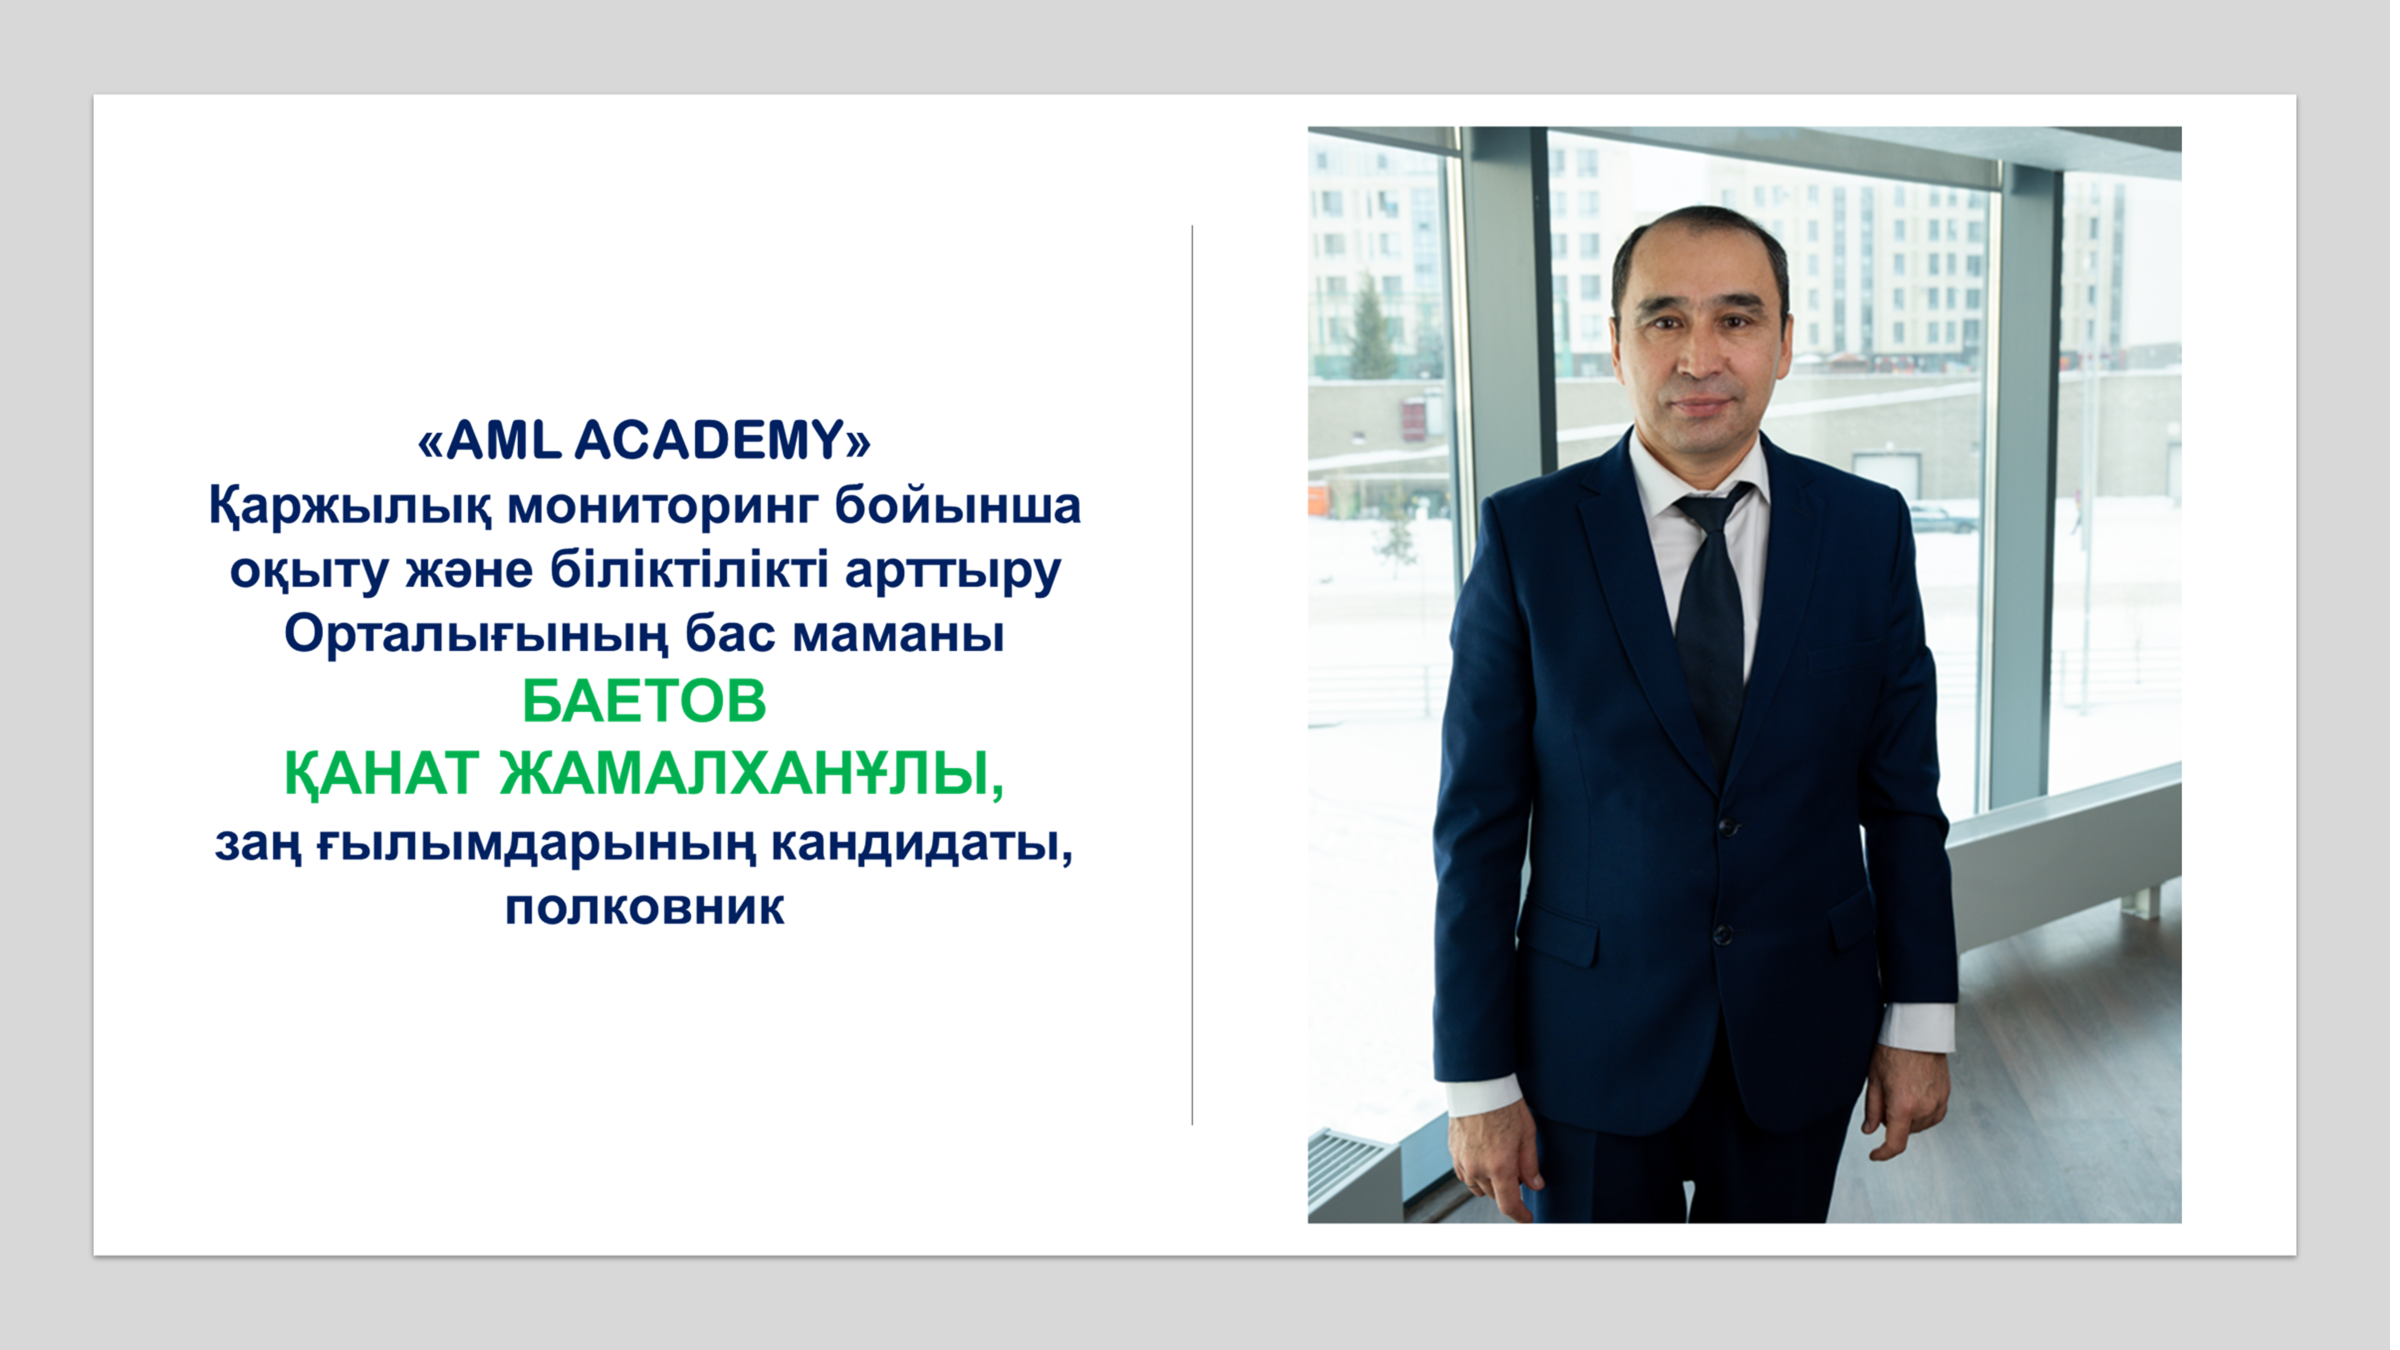 «AML ACADEMY»
Қаржылық мониторинг бойынша
оқыту және біліктілікті арттыру
Орталығының бас маманы
БАЕТОВ
ҚАНАТ ЖАМАЛХАНҰЛЫ,
заң ғылымдарының кандидаты,
полковник